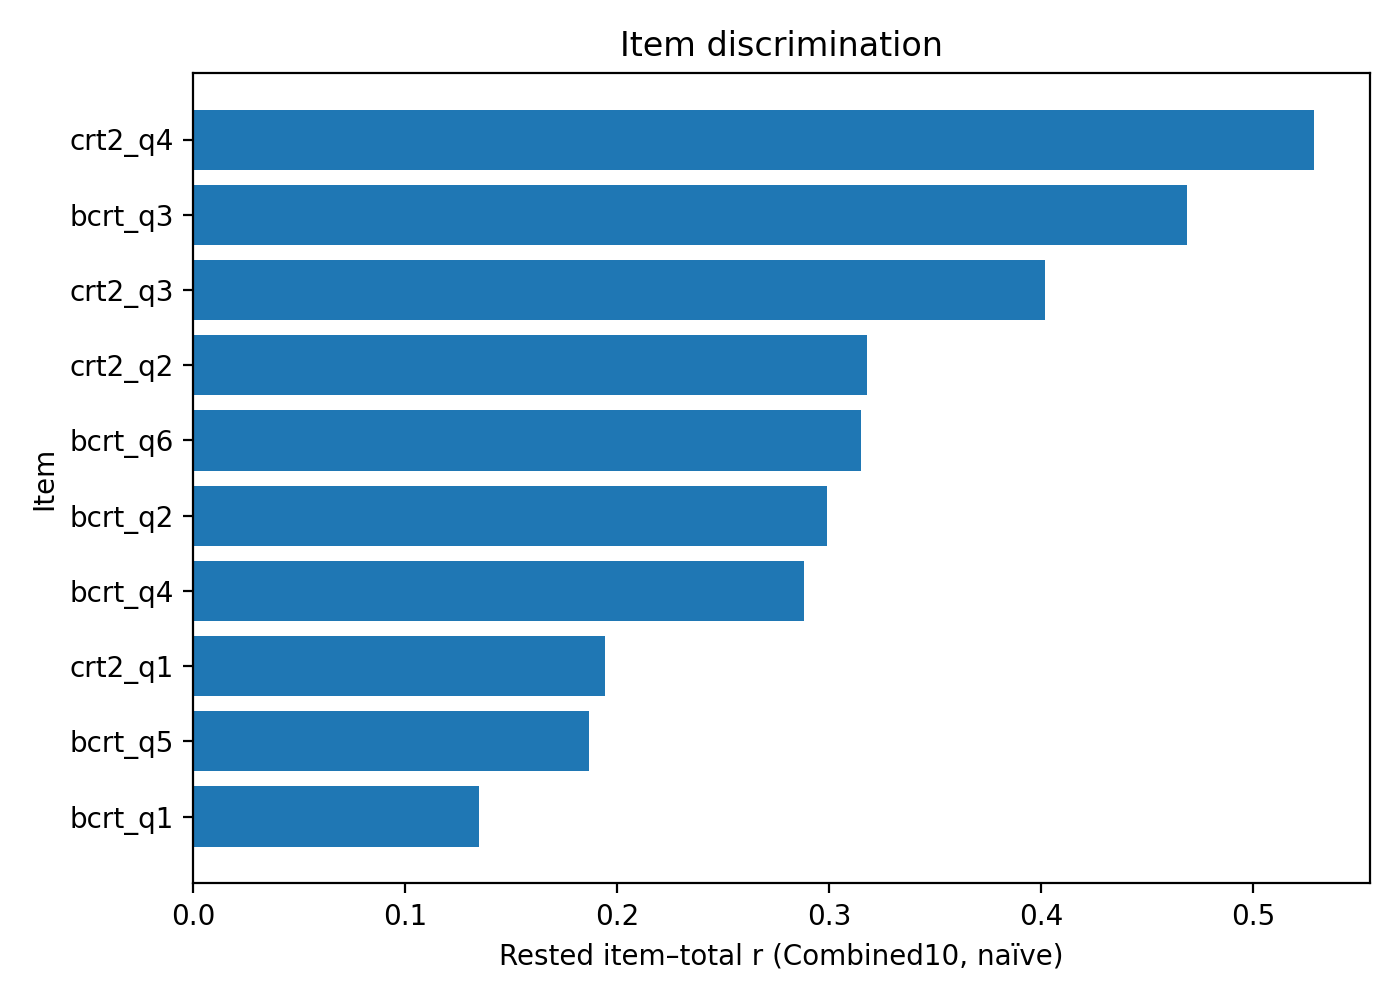 Item discrimination
crt2_q4
bcrt_q3
crt2_q3
crt2_q2
bcrt_q6
bcrt_q2
bcrt_q4
crt2_q1
bcrt_q5
bcrt_q1
Item
0.0 0.1 0.2 0.3 0.4 0.5
Rested item–total r (Combined10, naïve)